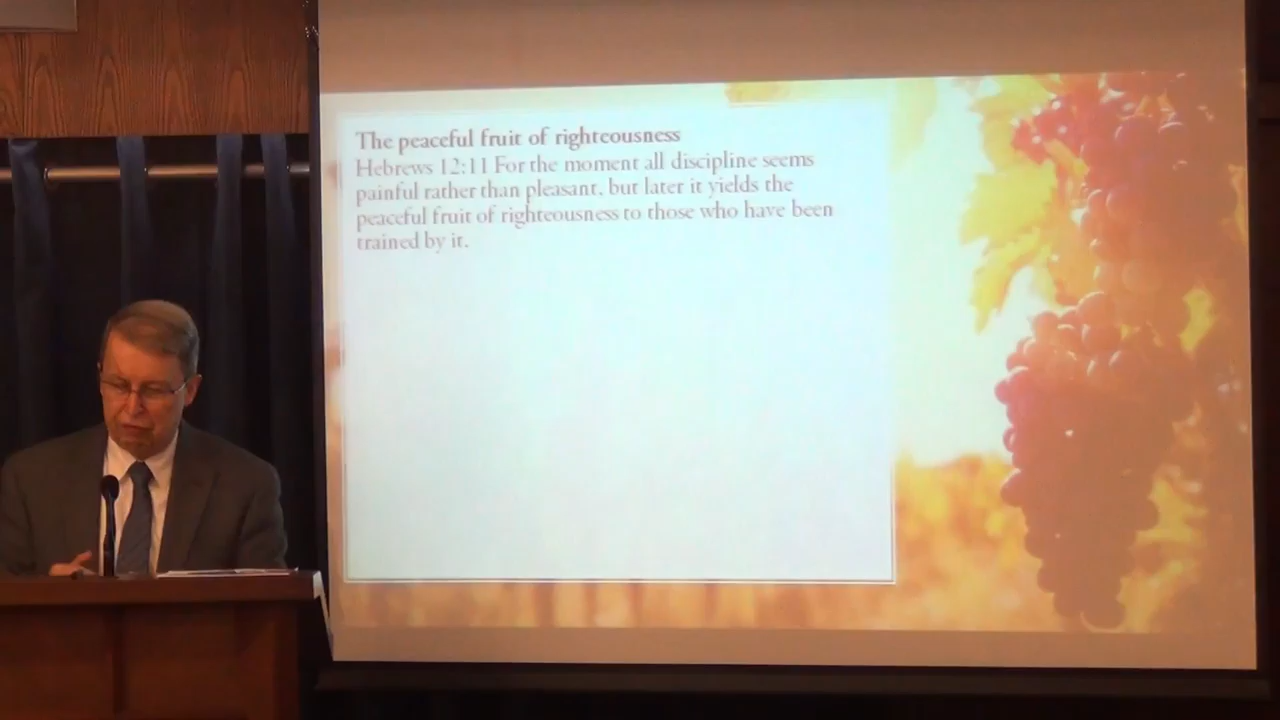 The peaceful fruit of righteousness
Hebrews 12:11 For the moment all discipline seems
painful rather than pleasant, but later it yields the
peaceful fruit of righteousness to those who have been
trained by it.